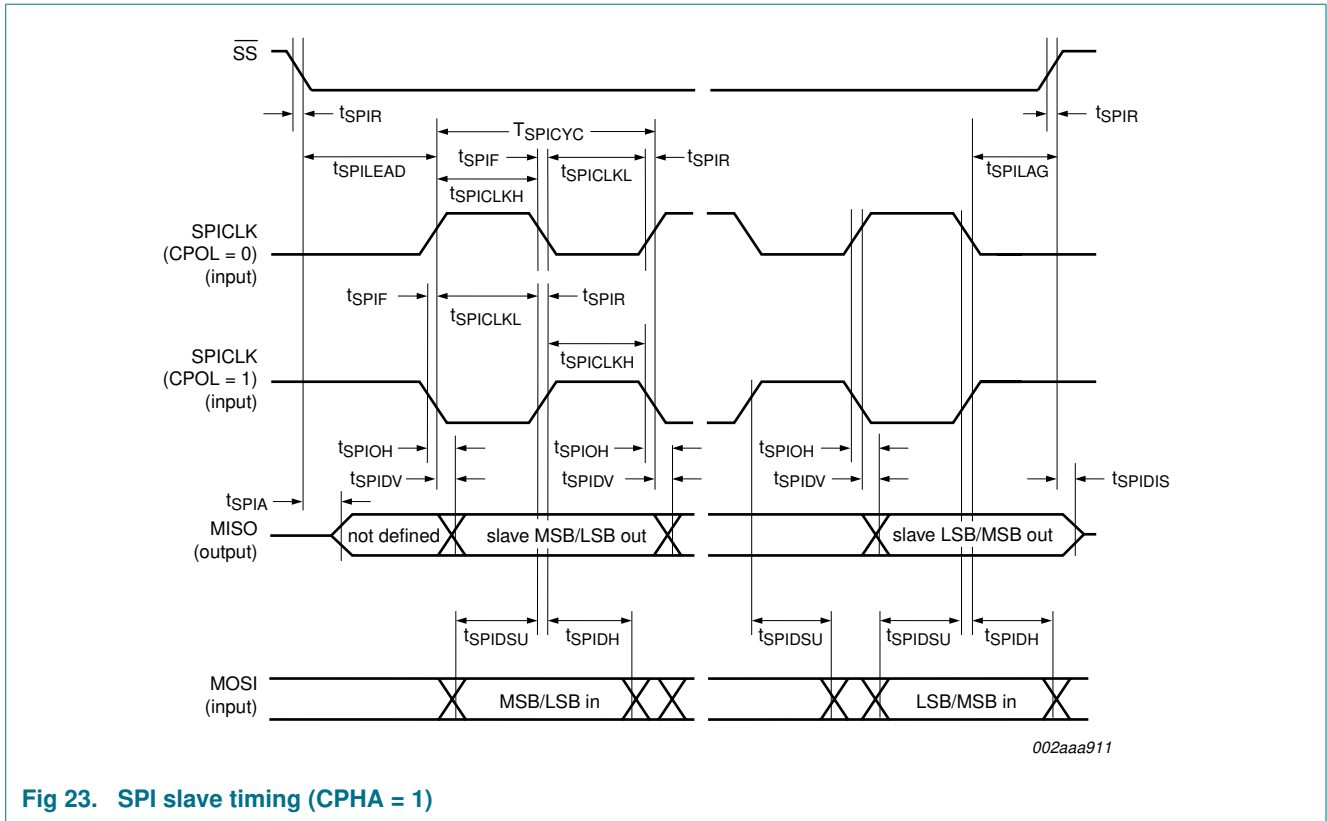 SS
tSPIR
tSPIR
TSPICYC
tSPILEAD
tSPIF
tSPICLKL
tSPIR
tSPILAG
tSPICLKH
SPICLK
(CPOL = 0)
(input)
tSPIF
tSPICLKL
tSPIR
tSPICLKH
SPICLK
(CPOL = 1)
(input)
tSPIOH
tSPIOH
tSPIOH
tSPIDV
tSPIDV
tSPIDV
tSPIDIS
tSPIA
MISO
(output)
not defined
slave MSB/LSB out
slave LSB/MSB out
tSPIDSU
tSPIDH
tSPIDSU
tSPIDSU
tSPIDH
MOSI
(input)
MSB/LSB in
LSB/MSB in
002aaa911
Fig 23. SPI slave timing (CPHA = 1)